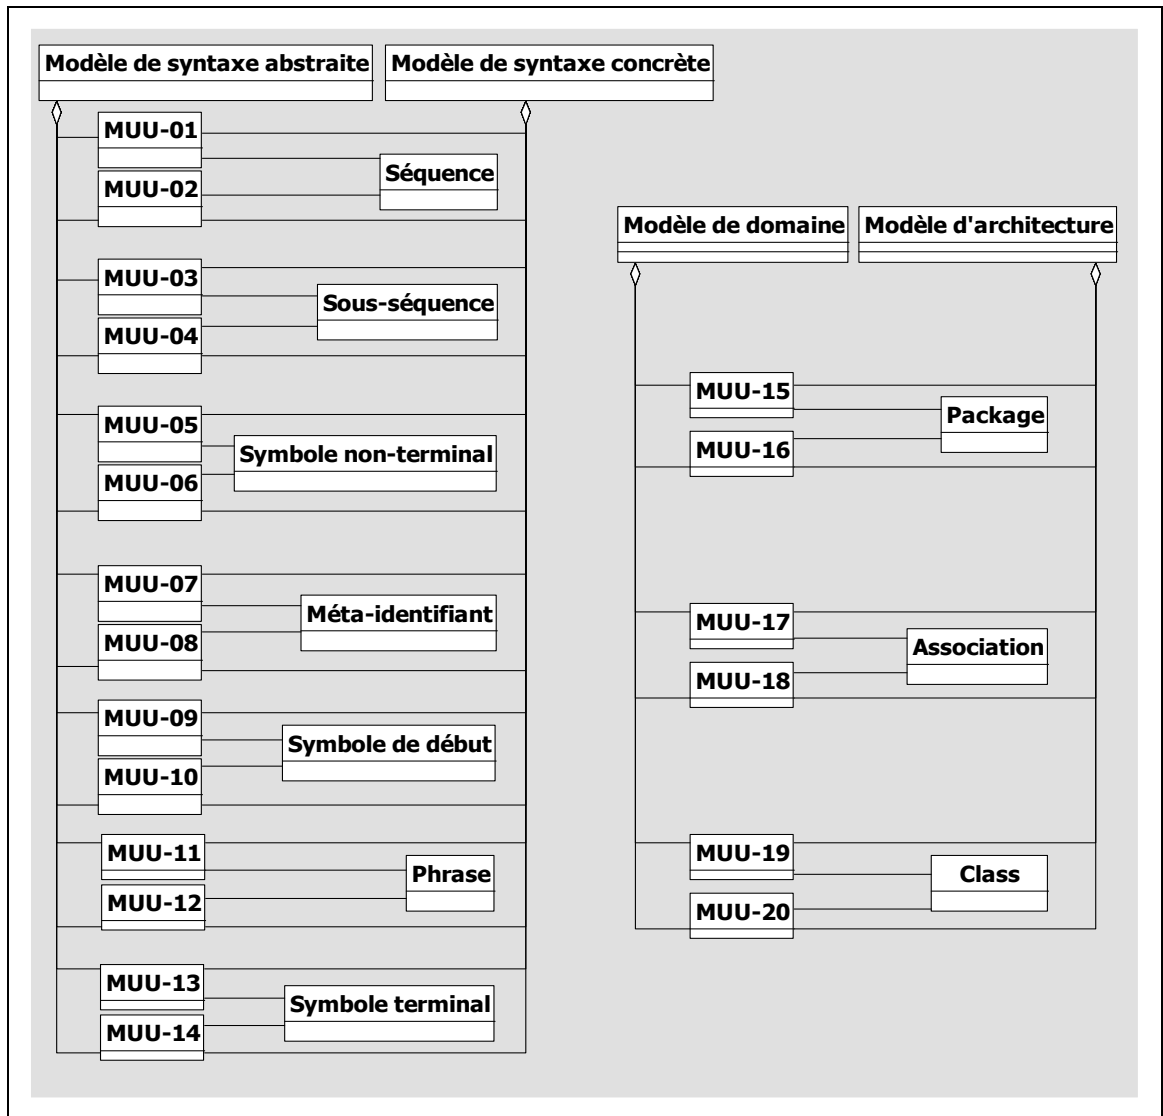 Modèle de syntaxe abstraite
Modèle de syntaxe concrète
MUU-01
Séquence
MUU-02
MUU-03
Sous-séquence
MUU-04
MUU-05
Symbole non-terminal
MUU-06
MUU-07
Méta-identifiant
MUU-08
MUU-09
Symbole de début
MUU-10
MUU-11
Phrase
MUU-12
MUU-13
Symbole terminal
MUU-14
Modèle de domaine
Modèle d'architecture
MUU-15
Package
MUU-16
MUU-17
Association
MUU-18
MUU-19
Class
MUU-20